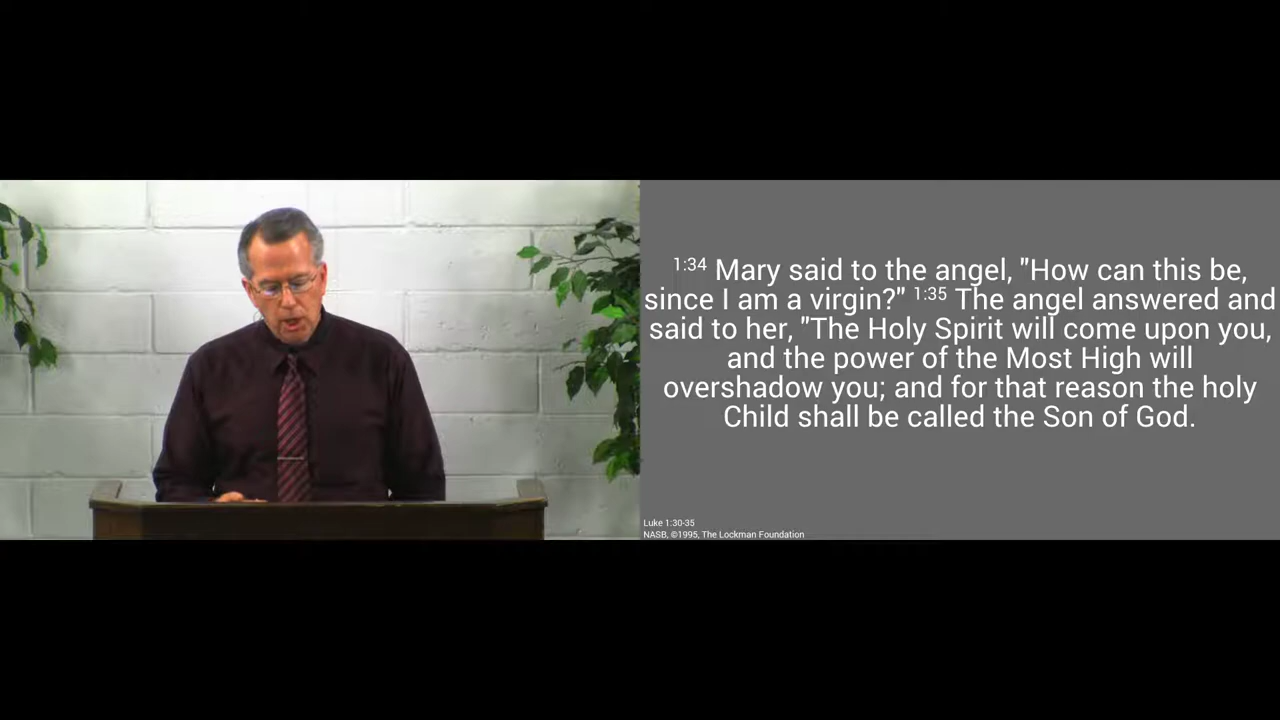 1:34 Mary said to the angel, "How can this be,
since I am a virgin?" 1:35 The angel answered and
said to her, "The Holy Spirit will come upon you,
and the power of the Most High will
overshadow you; and for that reason the holy
Child shall be called the Son of God.
Luke 1:30-35
NASB, ©1995, The Lockman Foundation